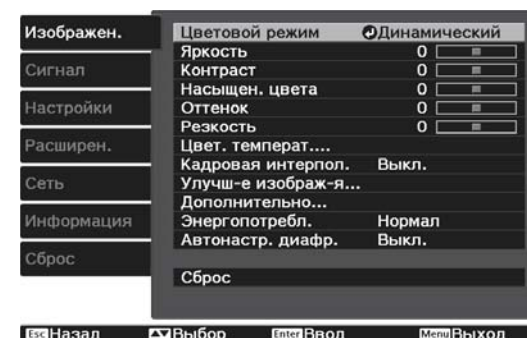 Изображен.
Сигнал
Настройки
Расширен.
Сеть
Информация
Сброс
Цветовой режим Динамический
Яркость 0
Контраст 0
Насыщен. цвета 0
Оттенок 0
Резкость 0
Цвет. температ....
Кадровая интерпол. Выкл.
Улучш-е изображ-я...
Дополнительно...
Энергопотребл. Нормал
Автонастр. диафр. Выкл.
Сброс
Esc Назад Выбор Enter Ввод Menu Выход